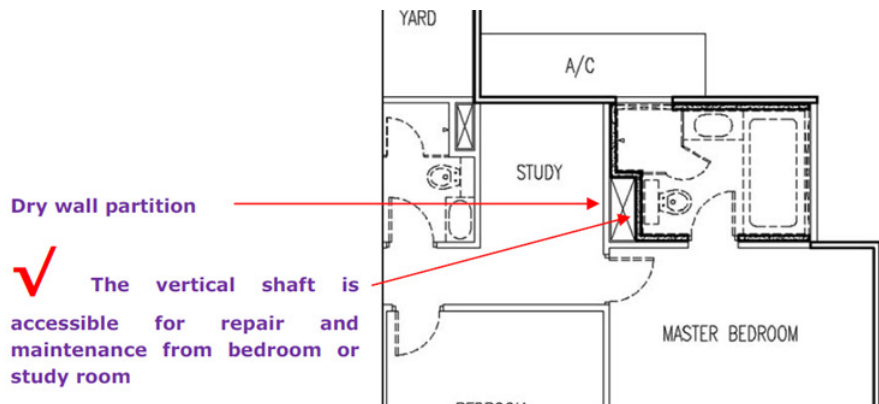 YARD
A/C
STUDY
Dry wall partition
√ The vertical shaft is
accessible for repair and
maintenance from bedroom or
study room
MASTER BEDROOM